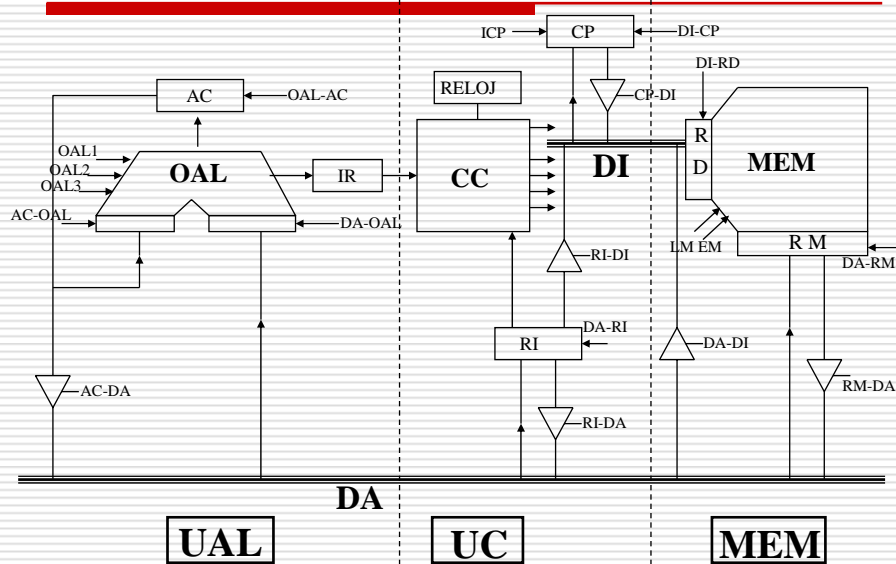 ICP
CP
DI-CP
DI-RD
CP-DI
AC
OAL-AC
RELOJ
OAL1
OAL2
OAL3
OAL
IR
CC
DI
R
D
MEM
AC-OAL
DA-OAL
LM EM
R M
DA-RM
RI-DI
DA-RI
RI
DA-DI
AC-DA
RM-DA
RI-DA
DA
UAL
UC
MEM